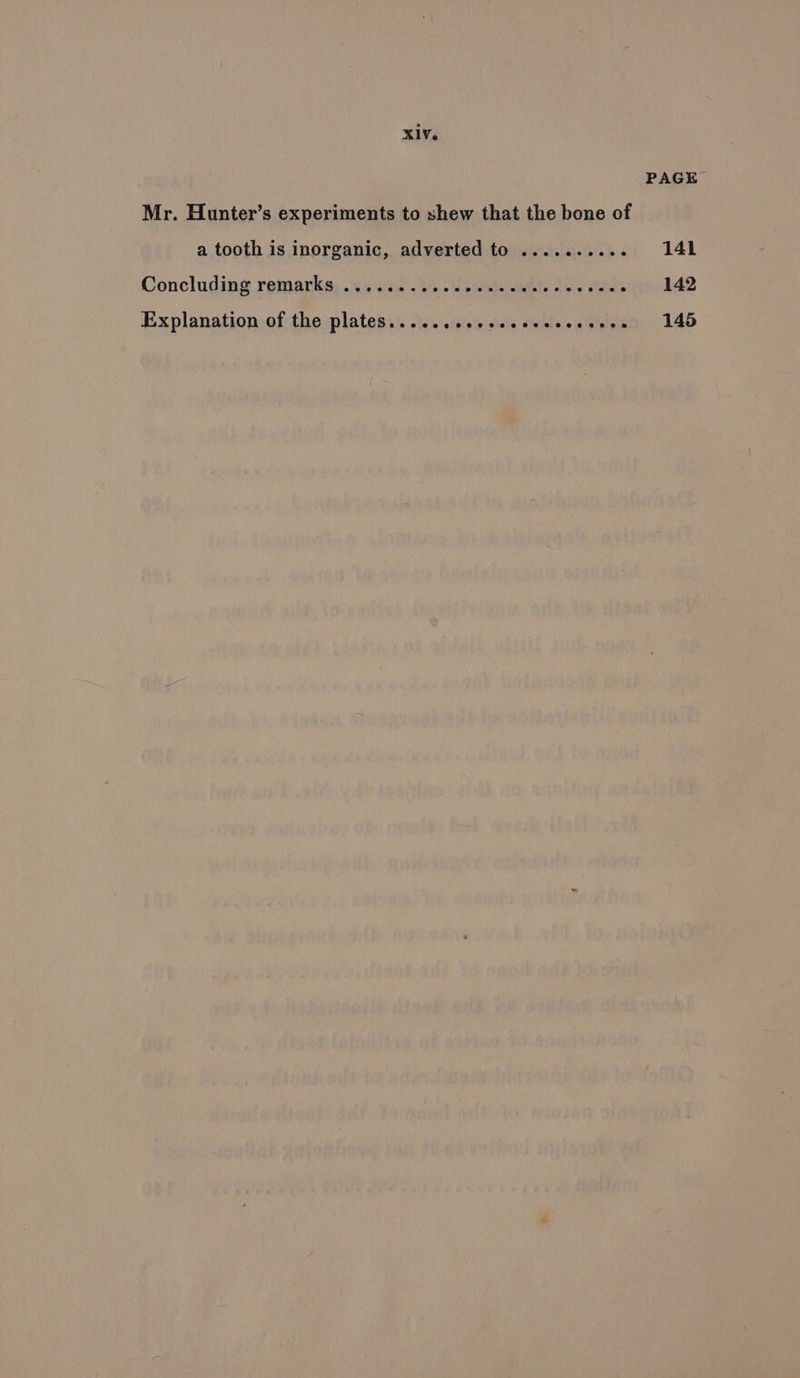 xiv.
PAGE
Mr. Hunter's experiments to shew that the bone of
a tooth is inorganic, adverted to .......... 141
Concluding remarks ............................ 142
Explanation of the plates........................ 145